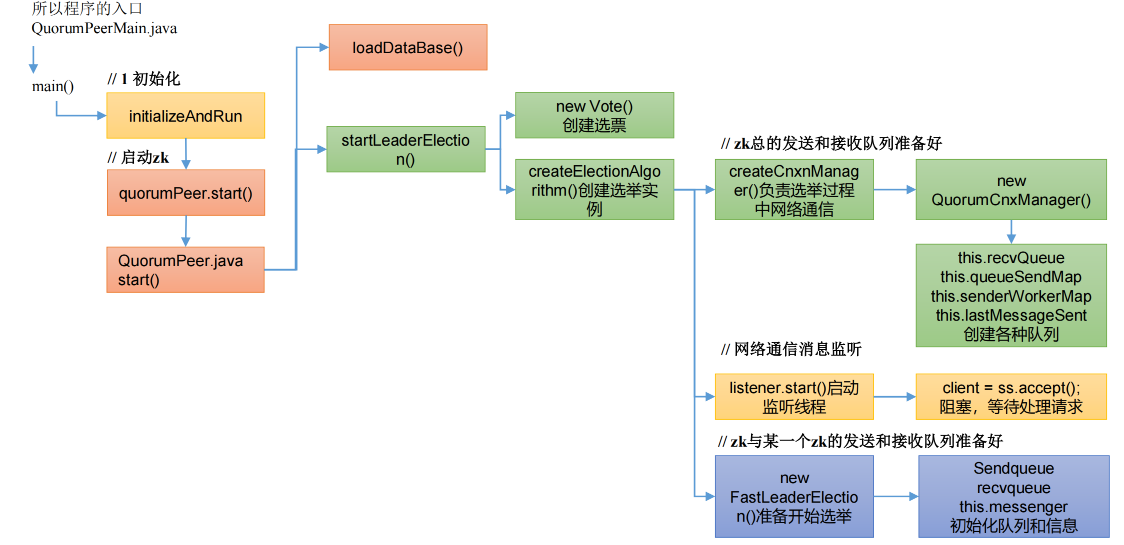 所以程序的入口
QuorumPeerMain.java
main()
// 1 初始化
initializeAndRun
// 启动zk
quorumPeer.start()
QuorumPeer.java
start()
loadDataBase()
startLeaderElectio
n()
new Vote()
创建选票
createElectionAlgo
rithm()创建选举实
例
// zk总的发送和接收队列准备好
createCnxnManag
er()负责选举过程
中网络通信
new
QuorumCnxManager()
this.recvQueue
this.queueSendMap
this.senderWorkerMap
this.lastMessageSent
创建各种队列
// 网络通信消息监听
listener.start()启动
监听线程
client = ss.accept();
阻塞，等待处理请求
// zk与某一个zk的发送和接收队列准备好
new
FastLeaderElectio
n()准备开始选举
Sendqueue
recvqueue
this.messenger
初始化队列和信息